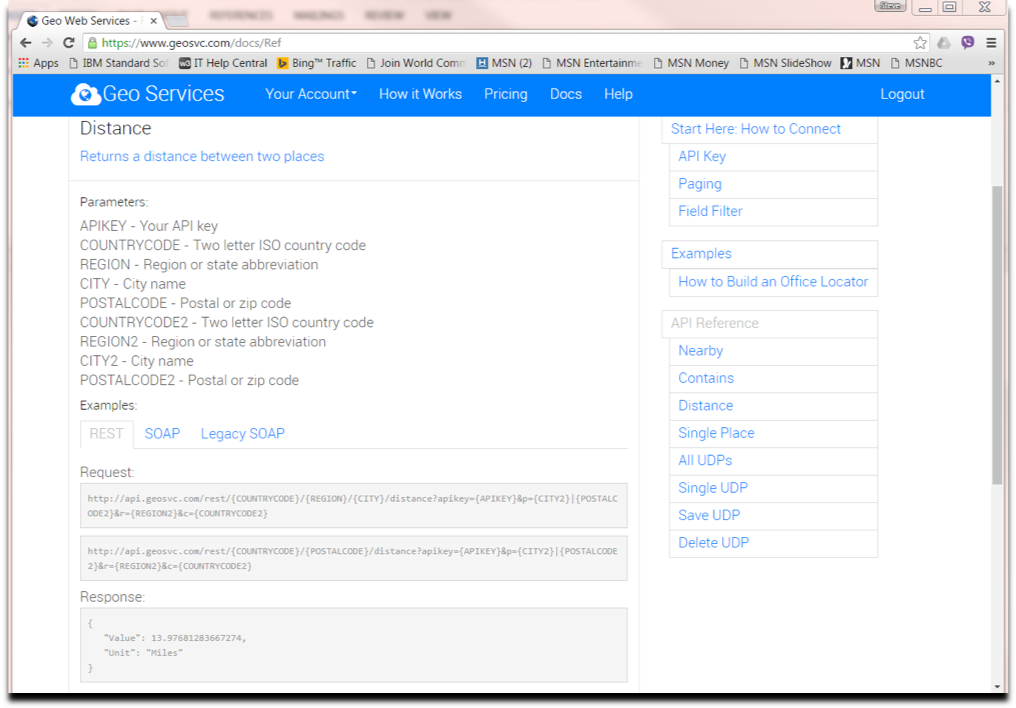 REFERENCES MAILINGS REVIEW VIEW
Steve
Geo Web Services -
https://www.geosvc.com/docs/Ref
Apps IBM Standard Sof IT Help Central Bing™ Traffic Join World Comm MSN (2) MSN Entertainme MSN Money MSN SlideShow MSN MSNBC »
Geo Services Your Account How it Works Pricing Docs Help Logout
Distance
Returns a distance between two places
Parameters:
APIKEY - Your API key
COUNTRYCODE - Two letter ISO country code
REGION - Region or state abbreviation
CITY - City name
POSTALCODE - Postal or zip code
COUNTRYCODE2 - Two letter ISO country code
REGION2 - Region or state abbreviation
CITY2 - City name
POSTALCODE2 - Postal or zip code
Examples:
REST SOAP Legacy SOAP
Request:
http://api.geosvc.com/rest/{COUNTRYCODE}/{REGION}/{CITY}/distance?apikey={APIKEY}&p={CITY2}|{POSTALC
ODE2}&r={REGION2}&c={COUNTRYCODE2}
http://api.geosvc.com/rest/{COUNTRYCODE}/{POSTALCODE}/distance?apikey={APIKEY}&p={CITY2}|{POSTALCODE
2}&r={REGION2}&c={COUNTRYCODE2}
Response:
{
"Value": 13.97681283667274,
"Unit": "Miles"
}
Start Here: How to Connect
API Key
Paging
Field Filter
Examples
How to Build an Office Locator
API Reference
Nearby
Contains
Distance
Single Place
All UDPs
Single UDP
Save UDP
Delete UDP